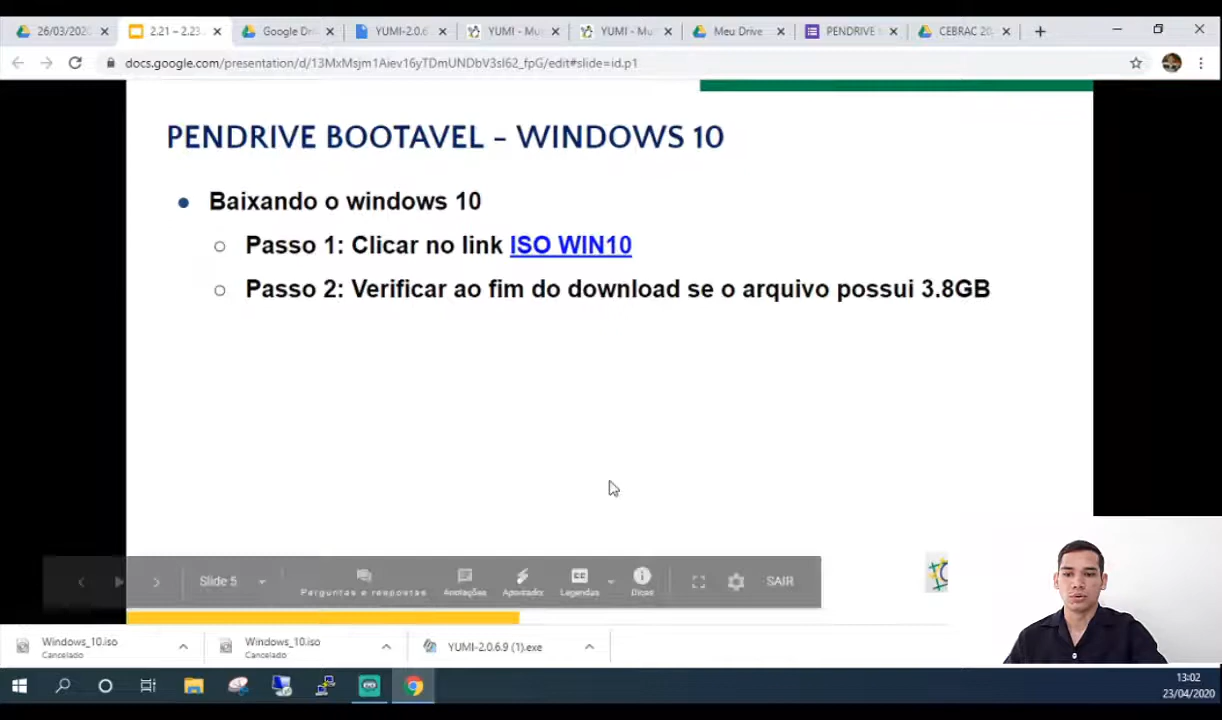 26/03/202
2.21 – 2.23
Google Dri
YUMI-2.0.6
YUMI - Mu
YUMI - Mu
Meu Drive
PENDRIVE
CEBRAC 20
docs.google.com/presentation/d/13MxMsjm1Aiev16yTDmUNDbV3sI62_fpG/edit#slide=id.p1
PENDRIVE BOOTAVEL - WINDOWS 10
Baixando o windows 10
Passo 1: Clicar no link ISO WIN10
Passo 2: Verificar ao fim do download se o arquivo possui 3.8GB
Slide 5
Perguntas e respostas
Anotações
Apontador
CC
Legendas
Dicas
SAIR
Windows_10.iso
Cancelado
Windows_10.iso
Cancelado
YUMI-2.0.6.9 (1).exe
13:02
23/04/2020